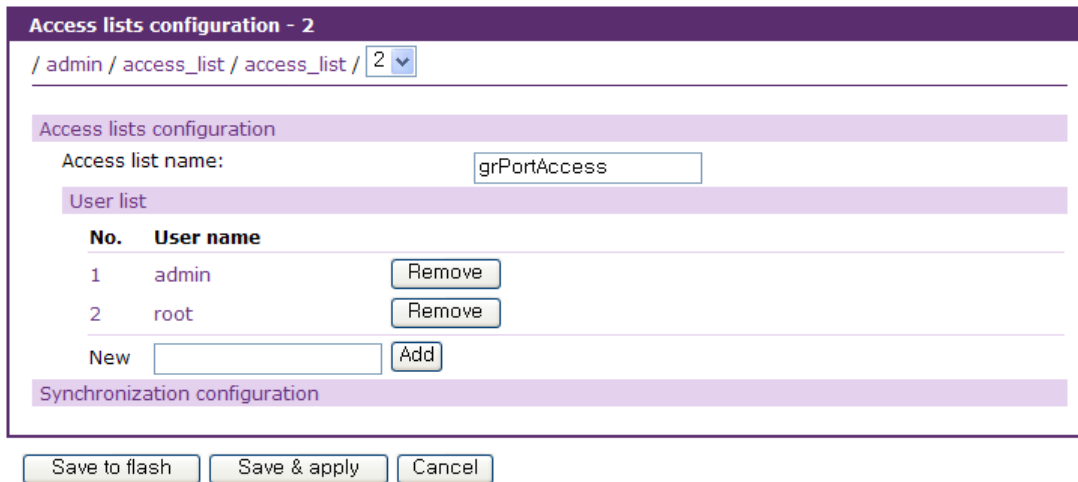 Access lists configuration - 2
/ admin / access_list / access_list / 2
Access lists configuration
Access list name: grPortAccess
User list
No. User name
1 admin Remove
2 root Remove
New Add
Synchronization configuration
Save to flash Save & apply Cancel